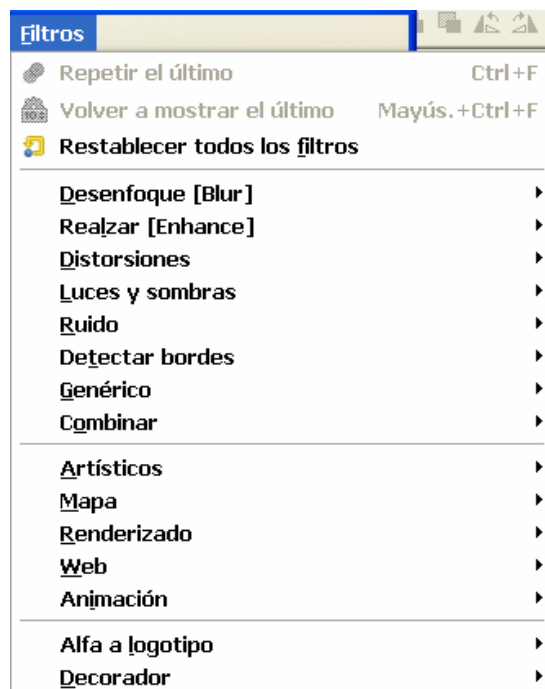 Filtros
Repetir el último Ctrl+F
Volver a mostrar el último Mayús.+Ctrl+F
Restablecer todos los filtros
Desenfoque [Blur]
Realzar [Enhance]
Distorsiones
Luces y sombras
Ruido
Detectar bordes
Genérico
Combinar
Artísticos
Mapa
Renderizado
Web
Animación
Alfa a logotipo
Decorador